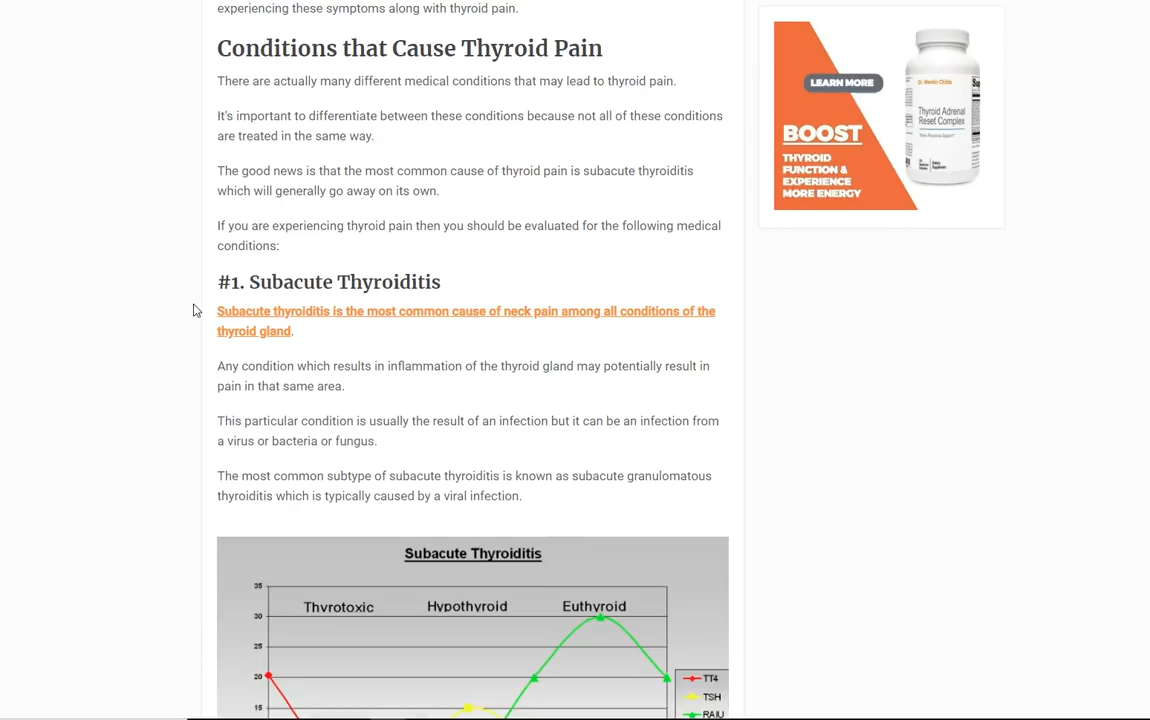 experiencing these symptoms along with thyroid pain.
Conditions that Cause Thyroid Pain
There are actually many different medical conditions that may lead to thyroid pain.
It's important to differentiate between these conditions because not all of these conditions
are treated in the same way.
The good news is that the most common cause of thyroid pain is subacute thyroiditis
which will generally go away on its own.
If you are experiencing thyroid pain then you should be evaluated for the following medical
conditions:
#1. Subacute Thyroiditis
Subacute thyroiditis is the most common cause of neck pain among all conditions of the
thyroid gland.
Any condition which results in inflammation of the thyroid gland may potentially result in
pain in that same area.
This particular condition is usually the result of an infection but it can be an infection from
a virus or bacteria or fungus.
The most common subtype of subacute thyroiditis is known as subacute granulomatous
thyroiditis which is typically caused by a viral infection.
Subacute Thyroiditis
35
Thyrotoxic Hypothyroid Euthyroid
30
25
20
15
TT4
TSH
RAIU
LEARN MORE
BOOST
THYROID
FUNCTION &
EXPERIENCE
MORE ENERGY
Dr. Westin Childs
Thyroid Adrenal
Reset Complex